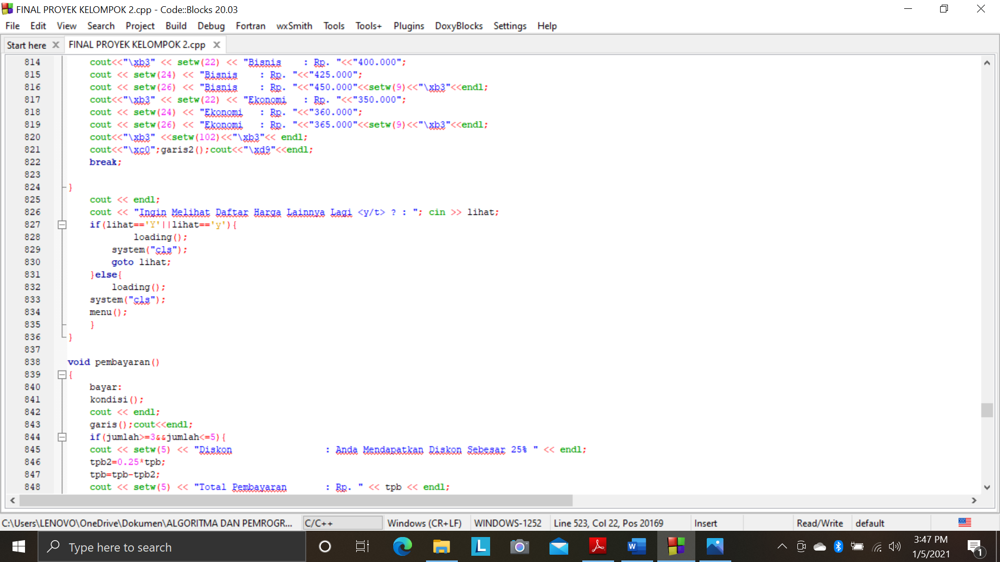 FINAL PROYEK KELOMPOK 2.cpp - Code::Blocks 20.03
File Edit View Search Project Build Debug Fortran wxSmith Tools Tools+ Plugins DoxyBlocks Settings Help
Start here FINAL PROYEK KELOMPOK 2.cpp
814 cout<<"\xb3" << setw(22) << "Bisnis    : Rp. "<<"400.000";
815 cout << setw(24) << "Bisnis    : Rp. "<<"425.000";
816 cout << setw(26) << "Bisnis    : Rp. "<<"450.000"<<setw(9)<<"\xb3"<<endl;
817 cout<<"\xb3" << setw(22) << "Ekonomi   : Rp. "<<"350.000";
818 cout << setw(24) << "Ekonomi   : Rp. "<<"360.000";
819 cout << setw(26) << "Ekonomi   : Rp. "<<"365.000"<<setw(9)<<"\xb3"<<endl;
820 cout<<"\xb3" <<setw(102)<<"\xb3"<< endl;
821 cout<<"\xc0";garis2();cout<<"\xd9"<<endl;
822 break;
823
824 }
825 cout << endl;
826 cout << "Ingin Melihat Daftar Harga Lainnya Lagi <y/t> ? : "; cin >> lihat;
827 if(lihat=='Y'||lihat=='y'){
828 loading();
829 system("cls");
830 goto lihat;
831 }else{
832 loading();
833 system("cls");
834 menu();
835 }
836 }
837
838 void pembayaran()
839 {
840 bayar:
841 kondisi();
842 cout << endl;
843 garis();cout<<endl;
844 if(jumlah>=3&&jumlah<=5){
845 cout << setw(5) << "Diskon                 : Anda Mendapatkan Diskon Sebesar 25% " << endl;
846 tpb2=0.25*tpb;
847 tpb=tpb-tpb2;
848 cout << setw(5) << "Total Pembayaran       : Rp. " << tpb << endl;
C:\Users\LENOVO\OneDrive\Dokumen\ALGORITMA DAN PEMROGR... C/C++ Windows (CR+LF) WINDOWS-1252 Line 523, Col 22, Pos 20169 Insert Read/Write default
Type here to search
3:47 PM
1/5/2021
1